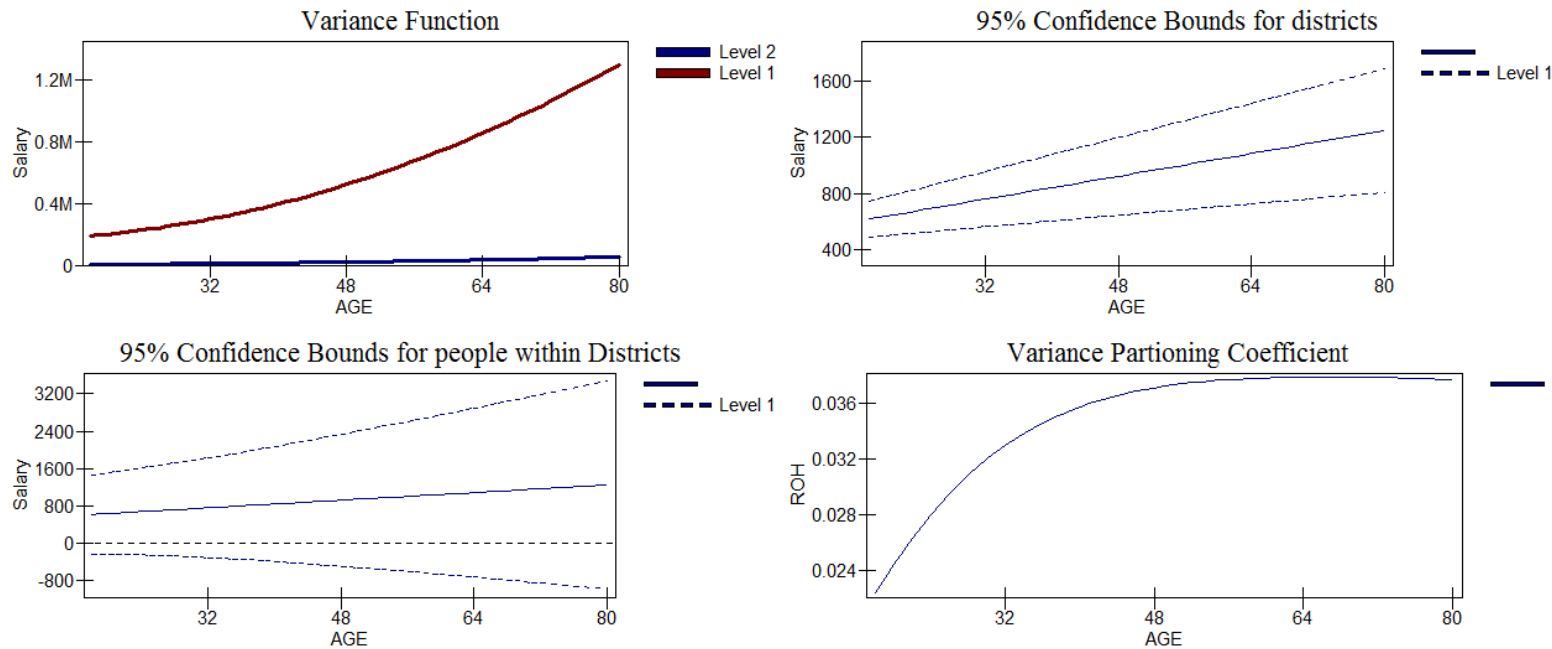 Variance Function
1.2M
0.8M
0.4M
0
Salary
32 48 64 80
AGE
Level 2
Level 1
95% Confidence Bounds for districts
1600
1200
800
400
Salary
32 48 64 80
AGE
Level 1
95% Confidence Bounds for people within Districts
3200
2400
1600
800
0
-800
Salary
32 48 64 80
AGE
Level 1
Variance Partioning Coefficient
0.036
0.032
0.028
0.024
ROH
32 48 64 80
AGE